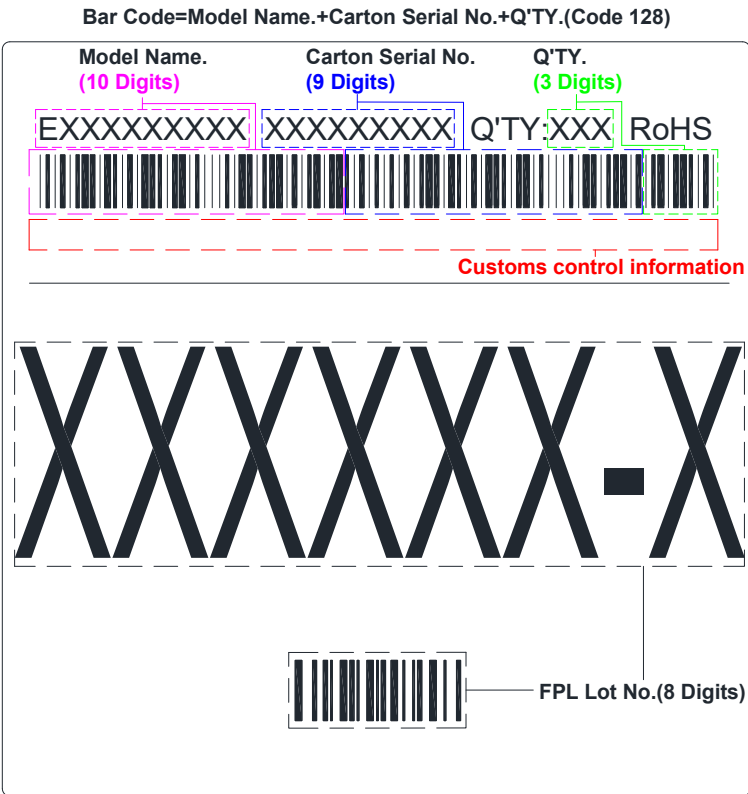 Bar Code=Model Name.+Carton Serial No.+Q'TY.(Code 128)
Model Name. Carton Serial No. Q'TY.
(10 Digits) (9 Digits) (3 Digits)
EXXXXXXXXX XXXXXXXXX Q'TY:XXX RoHS
Customs control information
XXXXXX-X
FPL Lot No.(8 Digits)